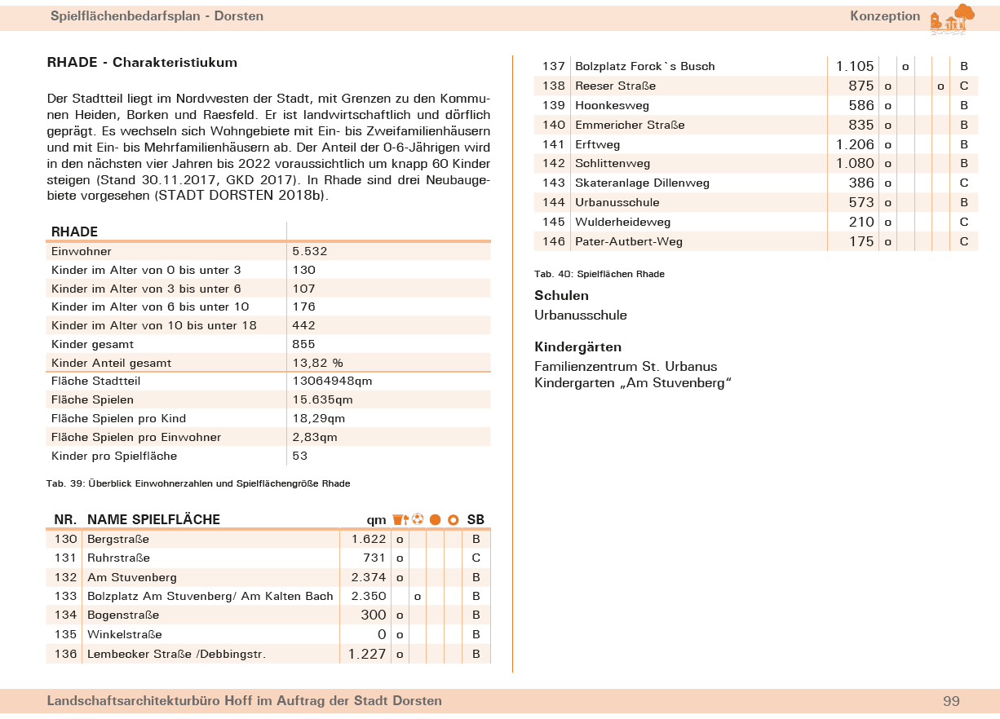 Spielflächenbedarfsplan - Dorsten
Konzeption
RHADE - Charakteristiukum
Der Stadtteil liegt im Nordwesten der Stadt, mit Grenzen zu den Kommu-
nen Heiden, Borken und Raesfeld. Er ist landwirtschaftlich und dörflich
geprägt. Es wechseln sich Wohngebiete mit Ein- bis Zweifamilienhäusern
und mit Ein- bis Mehrfamilienhäusern ab. Der Anteil der 0-6-Jährigen wird
in den nächsten vier Jahren bis 2022 voraussichtlich um knapp 60 Kinder
steigen (Stand 30.11.2017, GKD 2017). In Rhade sind drei Neubauge-
biete vorgesehen (STADT DORSTEN 2018b).
RHADE
Einwohner 5.532
Kinder im Alter von 0 bis unter 3 130
Kinder im Alter von 3 bis unter 6 107
Kinder im Alter von 6 bis unter 10 176
Kinder im Alter von 10 bis unter 18 442
Kinder gesamt 855
Kinder Anteil gesamt 13,82 %
Fläche Stadtteil 13064948qm
Fläche Spielen 15.635qm
Fläche Spielen pro Kind 18,29qm
Fläche Spielen pro Einwohner 2,83qm
Kinder pro Spielfläche 53
Tab. 39: Überblick Einwohnerzahlen und Spielflächengröße Rhade
NR. NAME SPIELFLÄCHE qm SB
130 Bergstraße 1.622 o B
131 Ruhrstraße 731 o C
132 Am Stuvenberg 2.374 o B
133 Bolzplatz Am Stuvenberg/ Am Kalten Bach 2.350 o B
134 Bogenstraße 300 o B
135 Winkelstraße 0 o B
136 Lembecker Straße /Debbingstr. 1.227 o B
137 Bolzplatz Forck`s Busch 1.105 o B
138 Reeser Straße 875 o o C
139 Hoonkesweg 586 o B
140 Emmericher Straße 835 o B
141 Erftweg 1.206 o B
142 Schlittenweg 1.080 o B
143 Skateranlage Dillenweg 386 o C
144 Urbanusschule 573 o B
145 Wulderheideweg 210 o C
146 Pater-Autbert-Weg 175 o C
Tab. 40: Spielflächen Rhade
Schulen
Urbanusschule
Kindergärten
Familienzentrum St. Urbanus
Kindergarten „Am Stuvenberg“
Landschaftsarchitekturbüro Hoff im Auftrag der Stadt Dorsten
99